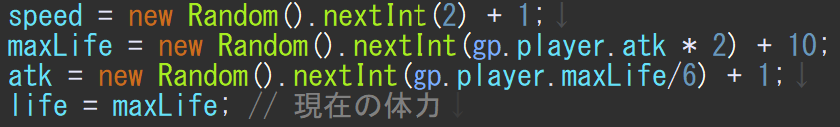 speed = new Random().nextInt(2) + 1;↓
maxLife = new Random().nextInt(gp.player.atk * 2) + 10;
atk = new Random().nextInt(gp.player.maxLife/6) + 1;↓
life = maxLife; // 現在の体力↓